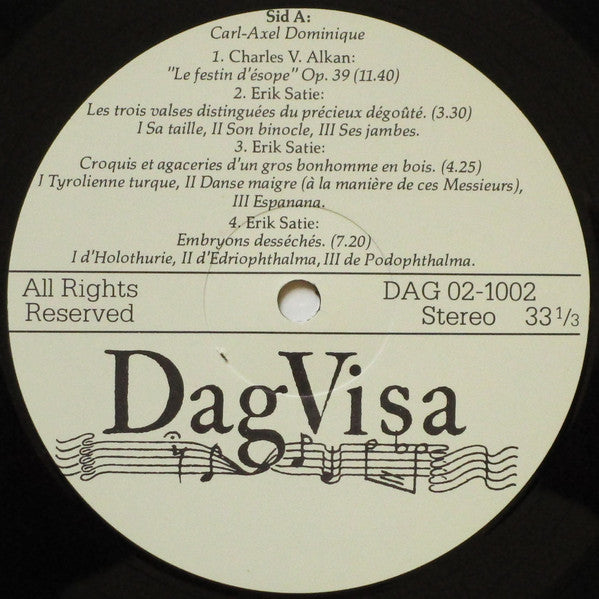 Sid A:
Carl-Axel Dominique
1. Charles V. Alkan:
"Le festin d'ésope" Op. 39 (11.40)
2. Erik Satie:
Les trois valses distinguées du précieux dégoûté. (3.30)
I Sa taille, II Son binocle, III Ses jambes.
3. Erik Satie:
Croquis et agaceries d'un gros bonhomme en bois. (4.25)
I Tyrolienne turque, II Danse maigre (à la manière de ces Messieurs),
III Espanana.
4. Erik Satie:
Embryons desséchés. (7.20)
I d'Holothurie, II d'Edriophthalma, III de Podophthalma.
All Rights
Reserved
DAG 02-1002
Stereo 33 1/3
DagVisa